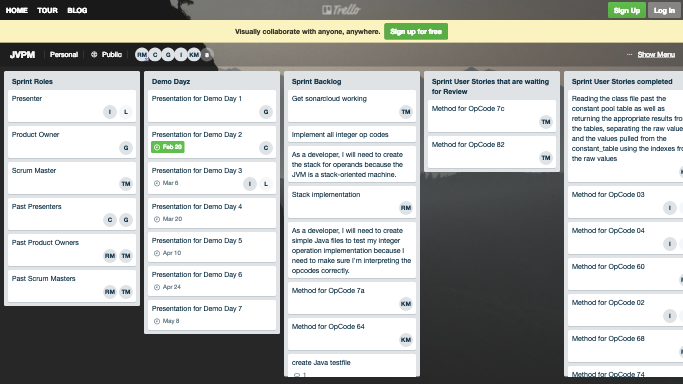 HOME TOUR BLOG
Trello
Sign Up Log In
Visually collaborate with anyone, anywhere. Sign up for free
JVPM Personal Public RM C G I KM
··· Show Menu
Sprint Roles
Presenter
I L
Product Owner
G
Scrum Master
TM
Past Presenters
C G
Past Product Owners
RM TM
Past Scrum Masters
RM TM
Demo Dayz
Presentation for Demo Day 1
G
Presentation for Demo Day 2
Feb 20
C
Presentation for Demo Day 3
Mar 6
I L
Presentation for Demo Day 4
Mar 20
Presentation for Demo Day 5
Apr 10
Presentation for Demo Day 6
Apr 24
Presentation for Demo Day 7
May 8
Sprint Backlog
Get sonarcloud working
TM
Implement all integer op codes
As a developer, I will need to create
the stack for operands because the
JVM is a stack-oriented machine.
Stack implementation
RM
As a developer, I will need to create
simple Java files to test my integer
operation implementation because I
need to make sure I'm interpreting the
opcodes correctly.
Method for OpCode 7a
KM
Method for OpCode 64
KM
create Java testfile
1
Sprint User Stories that are waiting
for Review
Method for OpCode 7c
TM
Method for OpCode 82
TM
Sprint User Stories completed
Reading the class file past the
constant pool table as well as
returning the appropriate results fro
the tables, separating the raw value
and the values pulled from the
constant_table using the indexes fro
the raw values
Method for OpCode 03
I
Method for OpCode 04
I
Method for OpCode 60
Method for OpCode 02
I
Method for OpCode 68
Method for OpCode 74